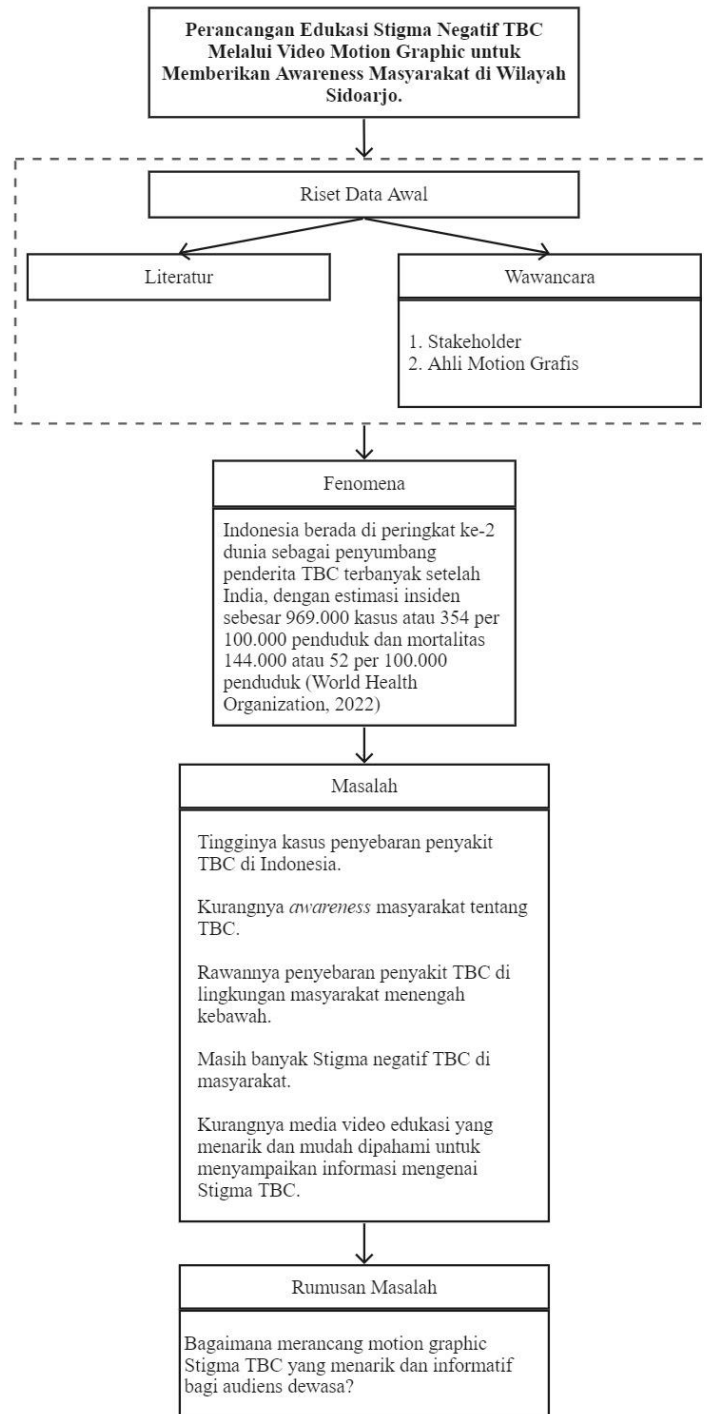 Perancangan Edukasi Stigma Negatif TBC
Melalui Video Motion Graphic untuk
Memberikan Awareness Masyarakat di Wilayah
Sidoarjo.
Riset Data Awal
Literatur
Wawancara
1. Stakeholder
2. Ahli Motion Grafis
Fenomena
Indonesia berada di peringkat ke-2
dunia sebagai penyumbang
penderita TBC terbanyak setelah
India, dengan estimasi insiden
sebesar 969.000 kasus atau 354 per
100.000 penduduk dan mortalitas
144.000 atau 52 per 100.000
penduduk (World Health
Organization, 2022)
Masalah
Tingginya kasus penyebaran penyakit
TBC di Indonesia.
Kurangnya awareness masyarakat tentang
TBC.
Rawannya penyebaran penyakit TBC di
lingkungan masyarakat menengah
kebawah.
Masih banyak Stigma negatif TBC di
masyarakat.
Kurangnya media video edukasi yang
menarik dan mudah dipahami untuk
menyampaikan informasi mengenai
Stigma TBC.
Rumusan Masalah
Bagaimana merancang motion graphic
Stigma TBC yang menarik dan informatif
bagi audiens dewasa?